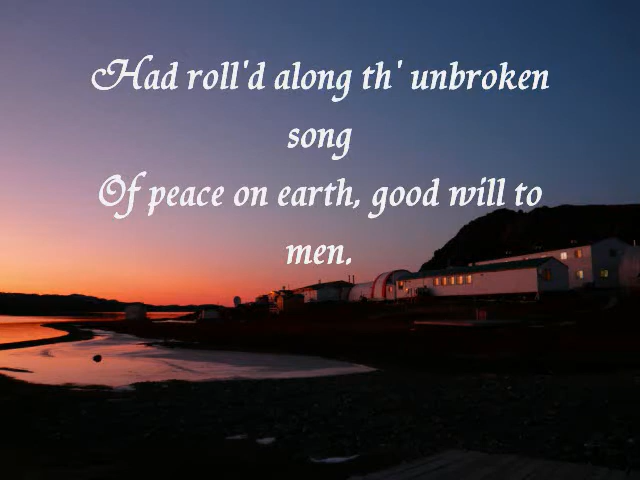 Had roll'd along th' unbroken
song
Of peace on earth, good will to
men.